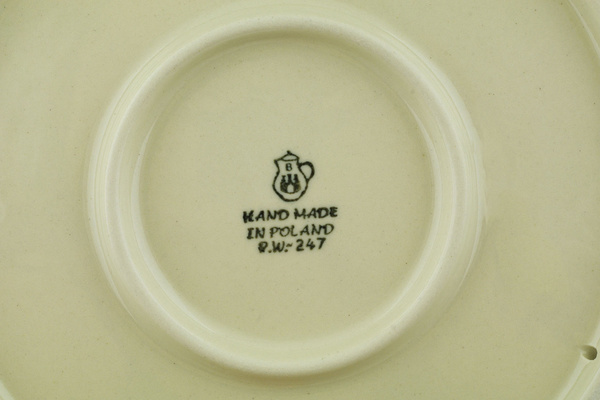 B
HAND MADE
IN POLAND
R.W.-247